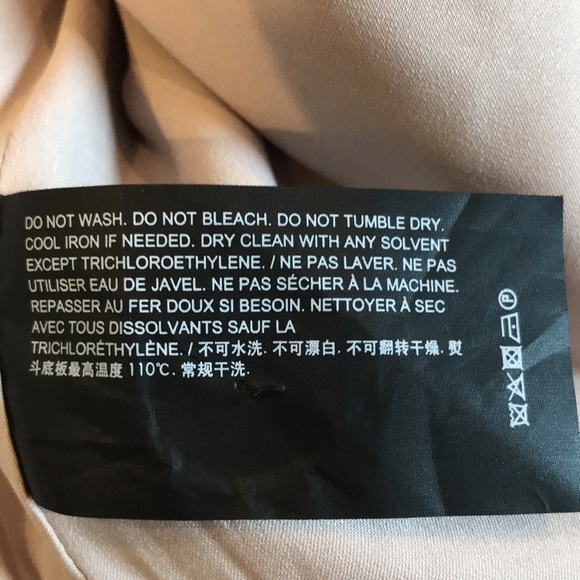 DO NOT WASH. DO NOT BLEACH. DO NOT TUMBLE DRY.
COOL IRON IF NEEDED. DRY CLEAN WITH ANY SOLVENT
EXCEPT TRICHLOROETHYLENE. / NE PAS LAVER. NE PAS
UTILISER EAU DE JAVEL. NE PAS SÉCHER À LA MACHINE.
REPASSER AU FER DOUX SI BESOIN. NETTOYER À SEC
AVEC TOUS DISSOLVANTS SAUF LA
TRICHLORÉTHYLÈNE. / 不可水洗. 不可漂白. 不可翻转干燥. 熨
斗底板最高温度 110℃. 常规干洗.
P